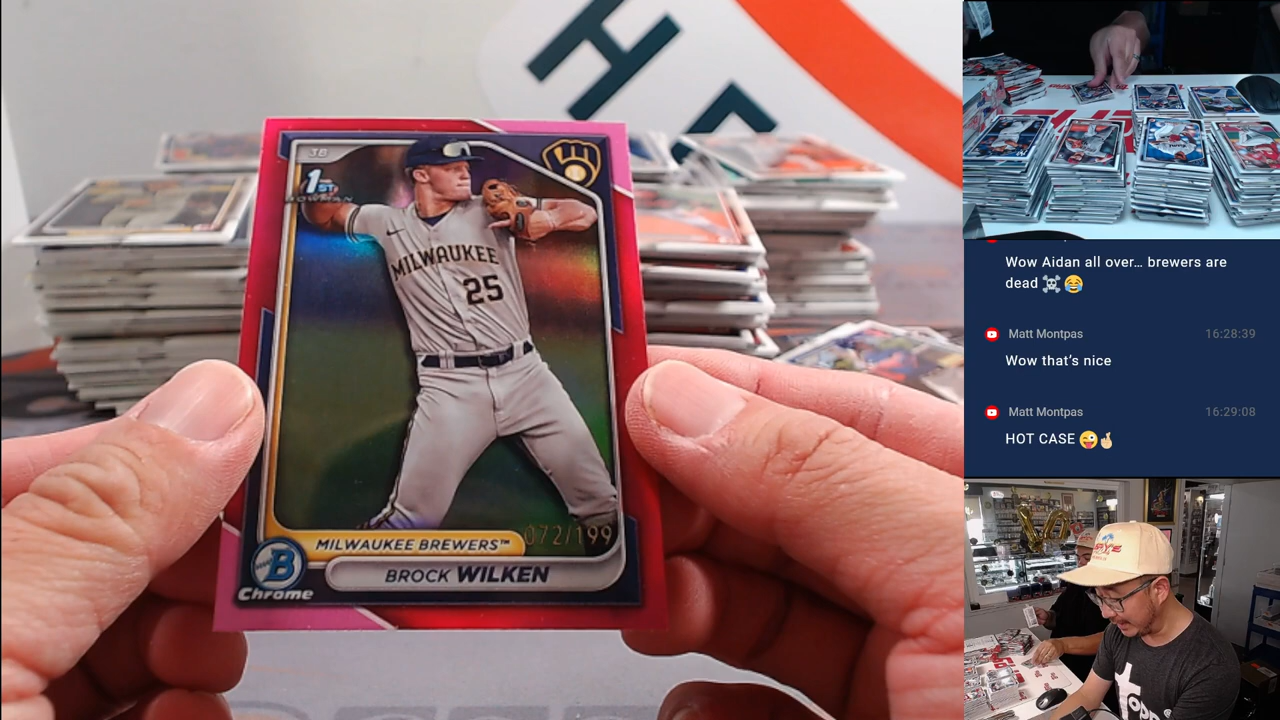 3B
1ST
BOWMAN
MILWAUKEE
25
072/199
MILWAUKEE BREWERS™
BROCK WILKEN
B
Chrome
Wow Aidan all over… brewers are
dead ☠️😂
Matt Montpas 16:28:39
Wow that's nice
Matt Montpas 16:29:08
HOT CASE 😜🤞🏻